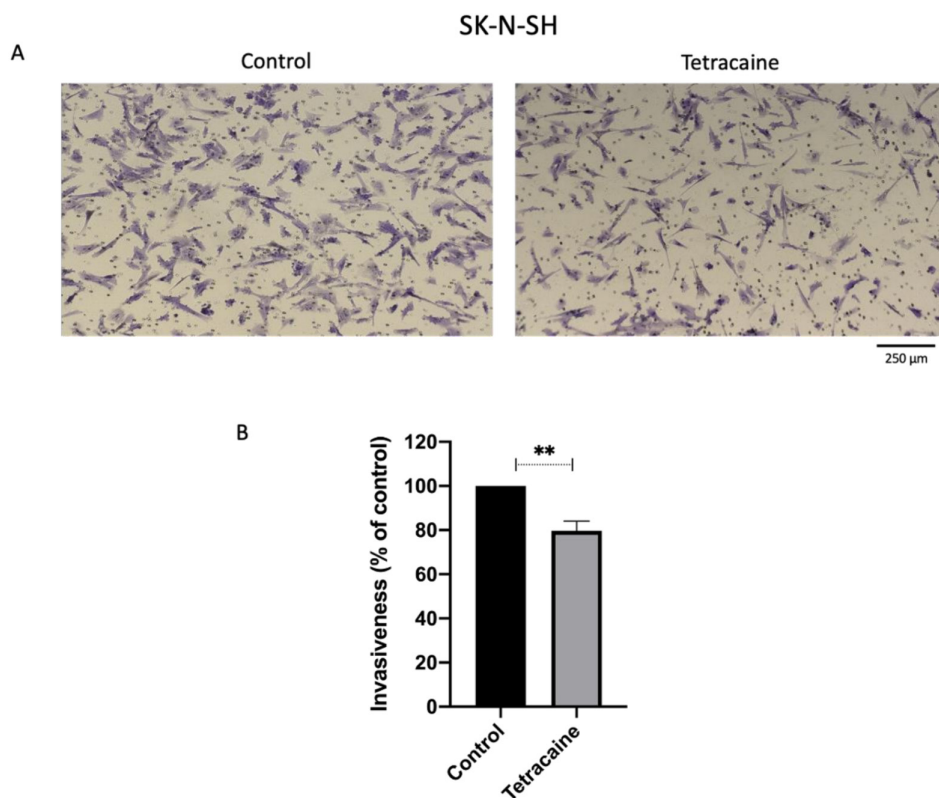 SK-N-SH
A
Control
Tetracaine
250 µm
B
Invasiveness (% of control)
120
100
80
60
40
20
0
**
Control
Tetracaine